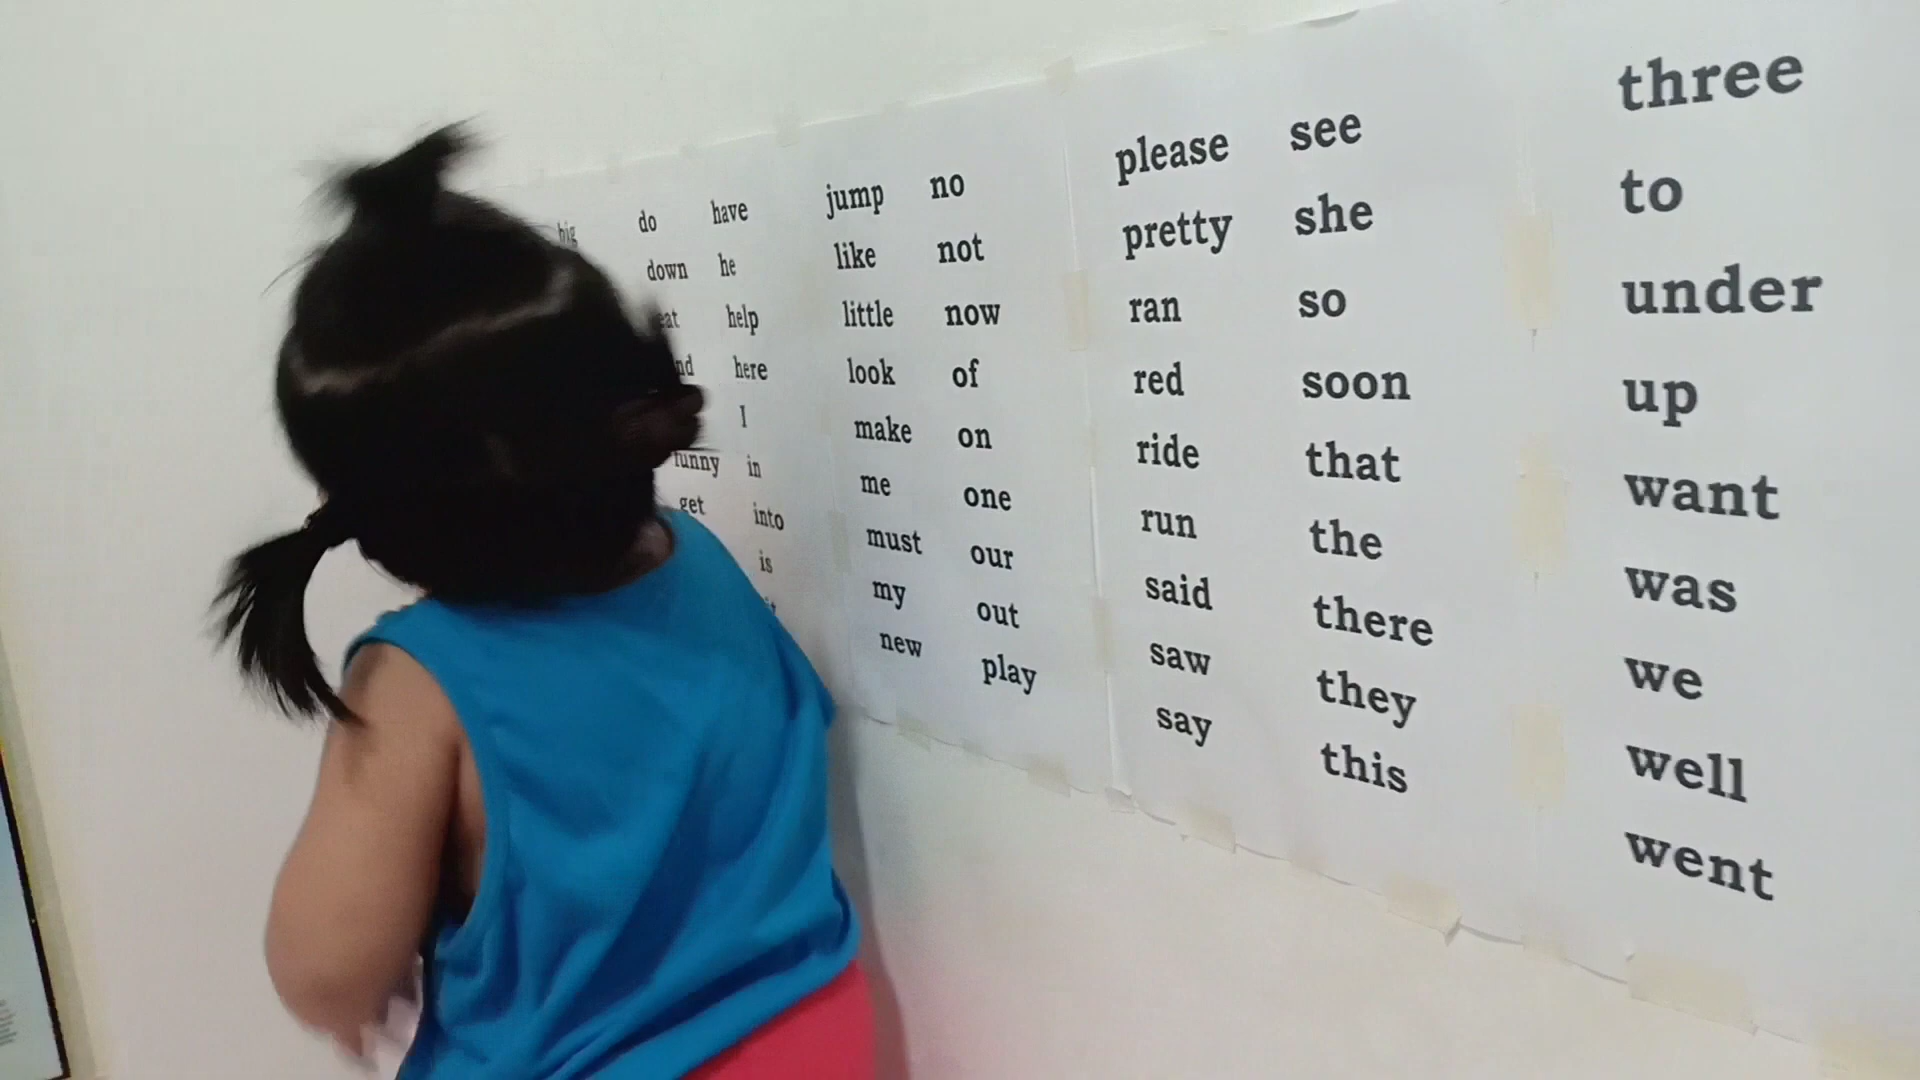 big
do
down
eat
funny
get
have
he
help
here
I
in
into
is
it
jump
like
little
look
make
me
must
my
new
no
not
now
of
on
one
our
out
play
please
pretty
ran
red
ride
run
said
saw
say
see
she
so
soon
that
the
there
they
this
three
to
under
up
want
was
we
well
went